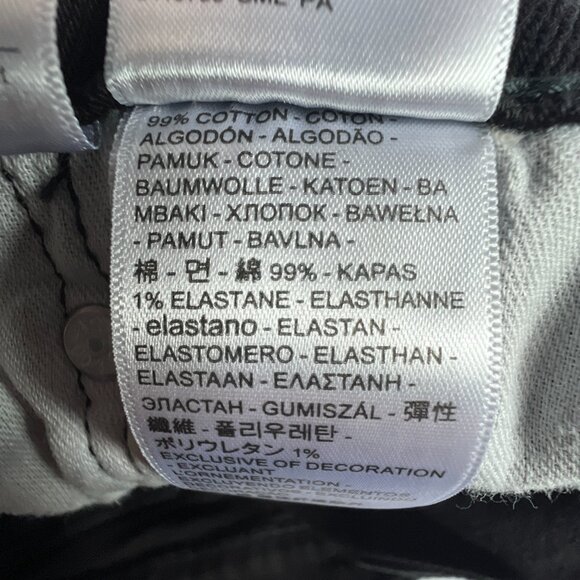 99% COTTON - COTON -
ALGODÓN - ALGODÃO -
PAMUK - COTONE -
BAUMWOLLE - KATOEN - BA
MBAKI - ХЛОПОК - BAWEŁNA
- PAMUT - BAVLNA -
棉 - 면 - 綿 99% - KAPAS
1% ELASTANE - ELASTHANNE
- elastano - ELASTAN -
ELASTOMERO - ELASTHAN -
ELASTAAN - ΕΛΑΣΤΑΝΗ -
ЭЛАСТАН - GUMISZÁL - 彈性
纖維 - 폴리우레탄 -
ポリウレタン 1%
EXCLUSIVE OF DECORATION
- EXCLUANT
L'ORNEMENTATION -